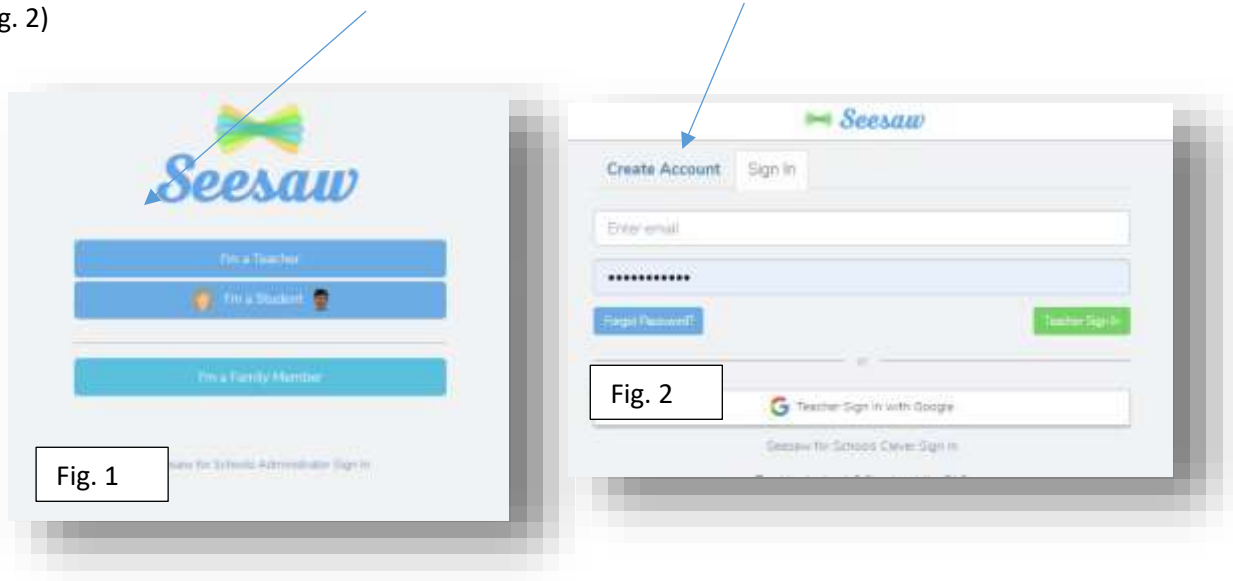 g. 2)
Seesaw
I'm a Teacher
I'm a Student
I'm a Family Member
for Schools Administrator Sign In
Fig. 1
Seesaw
Create Account Sign In
Enter email
•••••••••••
Forgot Password?
Teacher Sign In
or
Fig. 2
Teacher Sign in with Google
Seesaw for Schools Clever Sign In